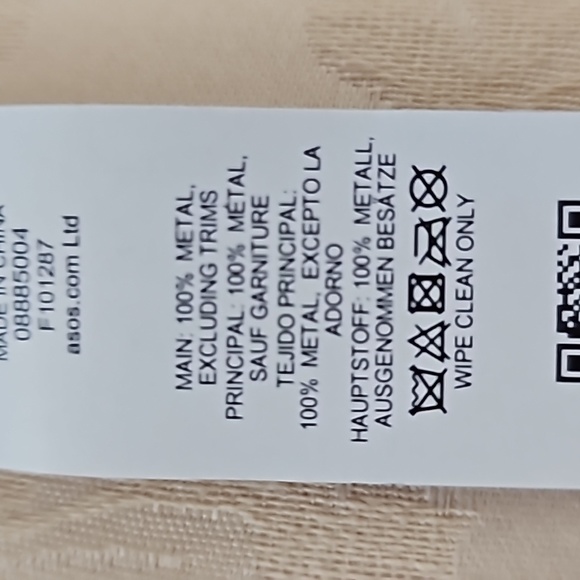 MADE IN CHINA
08885004
F101287
asos.com Ltd
MAIN: 100% METAL,
EXCLUDING TRIMS
PRINCIPAL: 100% MÉTAL,
SAUF GARNITURE
TEJIDO PRINCIPAL:
100% METAL, EXCEPTO LA
ADORNO
HAUPTSTOFF: 100% METALL,
AUSGENOMMEN BESÄTZE
WIPE CLEAN ONLY